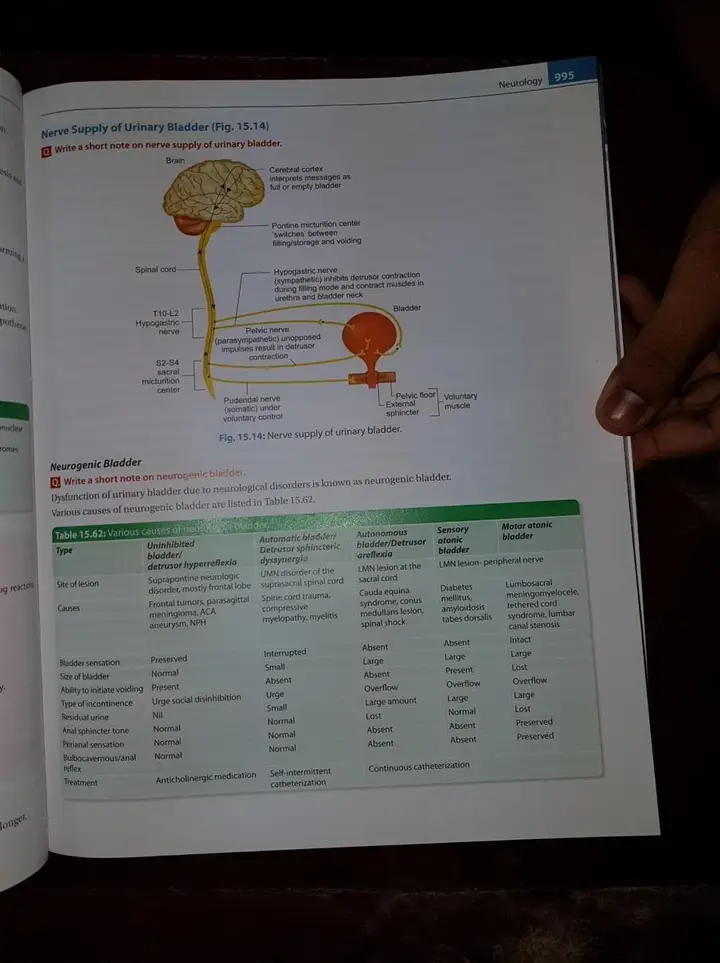 Neurology 995
Nerve Supply of Urinary Bladder (Fig. 15.14)
Q. Write a short note on nerve supply of urinary bladder.
Brain
Cerebral cortex
interprets messages as
full or empty bladder
Pontine micturition center
'switches' between
filling/storage and voiding
Spinal cord
Hypogastric nerve
(sympathetic) inhibits detrusor contraction
during filling mode and contract muscles in
urethra and bladder neck
T10-L2
Hypogastric
nerve
Bladder
Pelvic nerve
(parasympathetic) unopposed
impulses result in detrusor
contraction
S2-S4
sacral
micturition
center
Pudendal nerve
(somatic) under
voluntary control
Pelvic floor
External
sphincter
Voluntary
muscle
Fig. 15.14: Nerve supply of urinary bladder.
Neurogenic Bladder
Q. Write a short note on neurogenic bladder.
Dysfunction of urinary bladder due to neurological disorders is known as neurogenic bladder.
Various causes of neurogenic bladder are listed in Table 15.62.
Table 15.62: Various causes of bladder.
Type
Uninhibited
bladder/
detrusor hyperreflexia
Automatic bladder/
Detrusor sphincteric
dyssynergia
Autonomous
bladder/Detrusor
areflexia
Sensory
atonic
bladder
Motor atonic
bladder
Site of lesion
Suprapontine neurologic
disorder, mostly frontal lobe
UMN disorder of the
suprasacral spinal cord
LMN lesion at the
sacral cord
LMN lesion- peripheral nerve
Causes
Frontal tumors, parasagittal
meningioma, ACA
aneurysm, NPH
Spine cord trauma,
compressive
myelopathy, myelitis
Cauda equina
syndrome, conus
medullaris lesion,
spinal shock
Diabetes
mellitus,
amyloidosis
tabes dorsalis
Lumbosacral
meningomyelocele,
tethered cord
syndrome, lumbar
canal stenosis
Bladder sensation Preserved Interrupted Absent Absent Intact
Size of bladder Normal Small Large Large Large
Ability to initiate voiding Present Absent Absent Present Lost
Type of incontinence Urge social disinhibition Urge Overflow Overflow Overflow
Residual urine Nil Small Large amount Large Large
Anal sphincter tone Normal Normal Lost Normal Lost
Perianal sensation Normal Normal Absent Absent Preserved
Bulbocavernous/anal
reflex Normal Normal Absent Absent Preserved
Treatment Anticholinergic medication Self-intermittent
catheterization Continuous catheterization
ug reaction
longer.